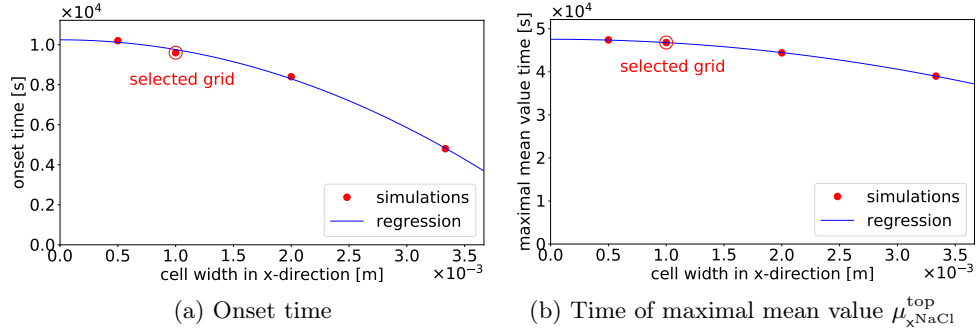 ×10⁴
1.0
0.8
0.6
0.4
0.2
0.0
onset time [s]
selected grid
simulations
regression
0.0 0.5 1.0 1.5 2.0 2.5 3.0 3.5
cell width in x-direction [m] ×10⁻³
(a) Onset time
×10⁴
5
4
3
2
1
0
maximal mean value time [s]
selected grid
simulations
regression
0.0 0.5 1.0 1.5 2.0 2.5 3.0 3.5
cell width in x-direction [m] ×10⁻³
(b) Time of maximal mean value μ^top_xNaCl